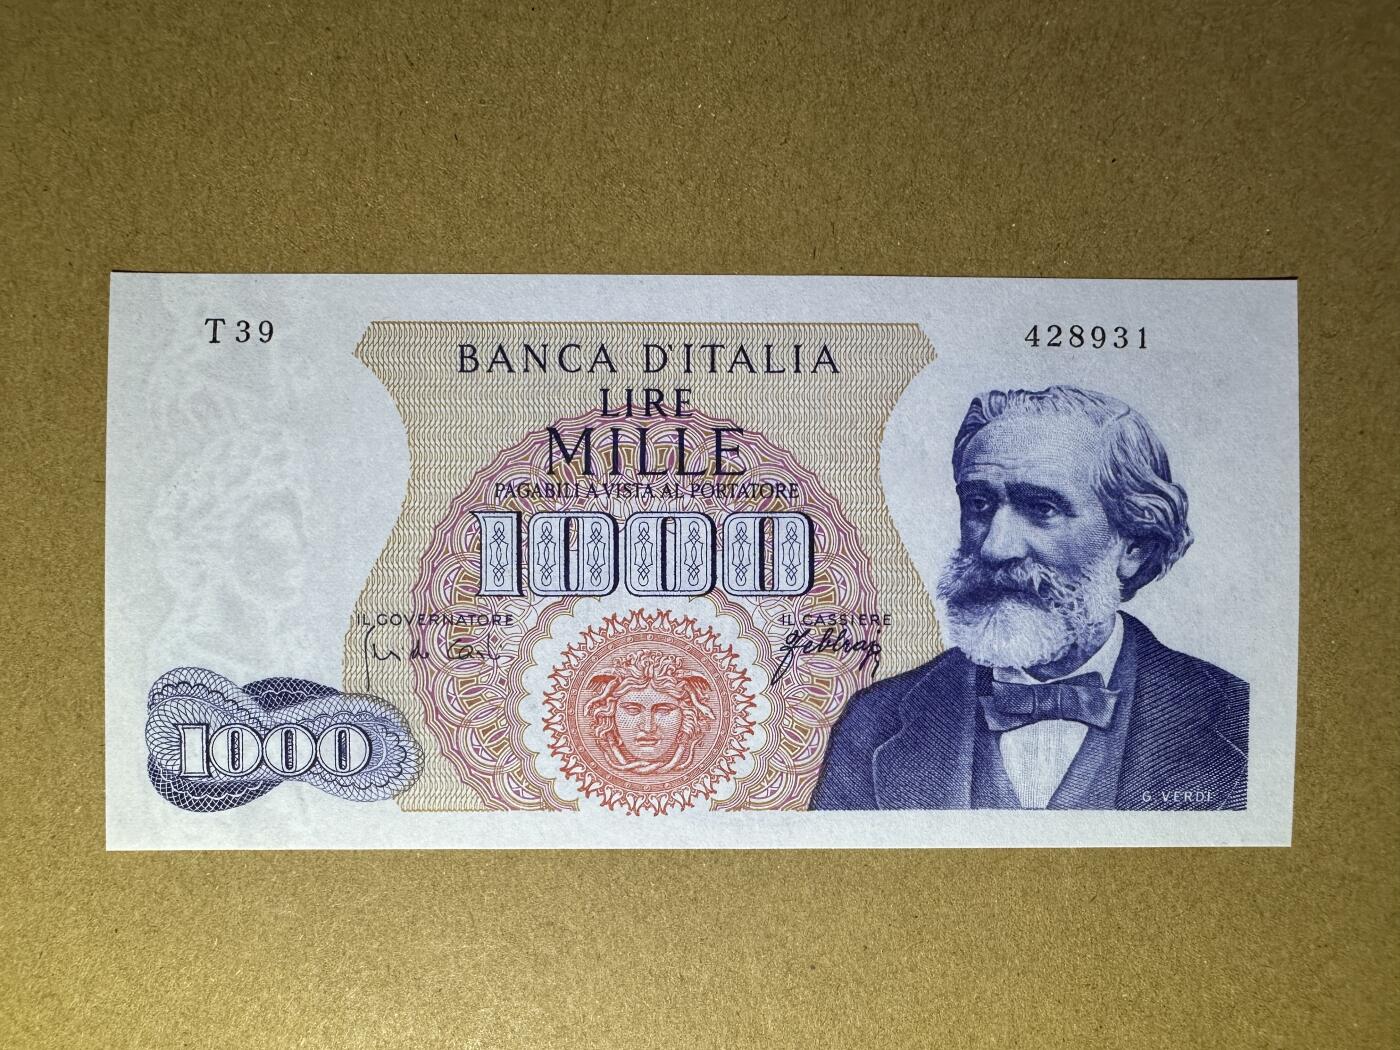 T 39
428931
BANCA D'ITALIA
LIRE
MILLE
PAGABILI A VISTA AL PORTATORE
1000
IL GOVERNATORE
IL CASSIERE
1000
G. VERDI